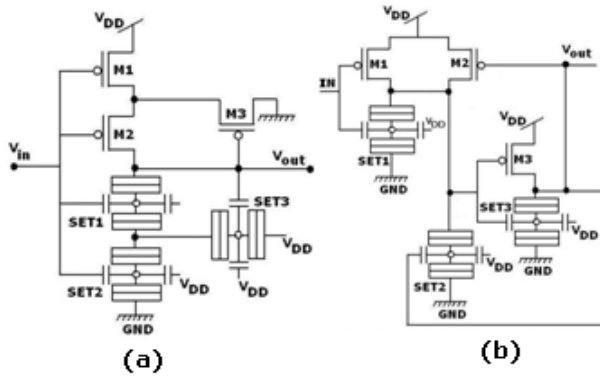 VDD
M1
M2
M3
Vin
Vout
SET1
SET3
VDD
SET2
VDD
VDD
GND
(a)
VDD
M1
M2
Vout
IN
VDD
SET1
GND
VDD
M3
SET3
VDD
GND
SET2
VDD
GND
(b)